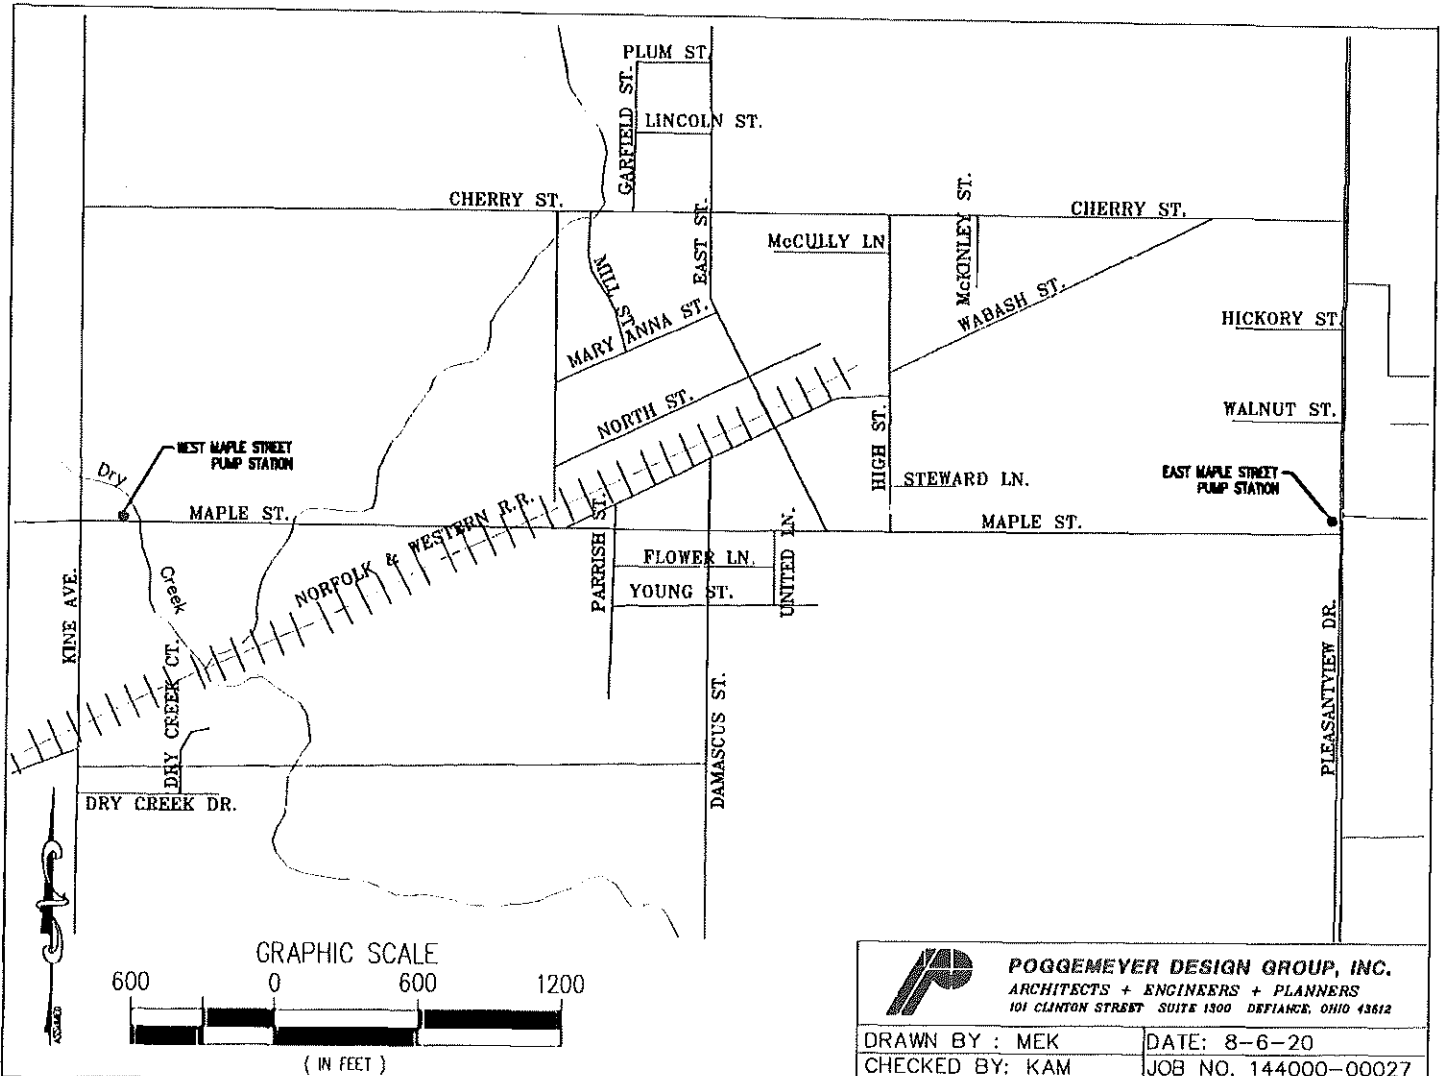 PLUM ST.
GARFIELD ST.
LINCOLN ST.
CHERRY ST.
EAST ST.
McCULLY LN
McKINLEY ST.
CHERRY ST.
MILL ST.
MARY ANNA ST.
WABASH ST.
HICKORY ST.
NORTH ST.
WALNUT ST.
HIGH ST.
WEST MAPLE STREET
PUMP STATION
Dry
Creek
MAPLE ST.
NORFOLK & WESTERN R.R.
STEWARD LN.
EAST MAPLE STREET
PUMP STATION
MAPLE ST.
PARRISH ST.
FLOWER LN.
YOUNG ST.
UNITED LN.
KINE AVE.
DRY CREEK CT.
DAMASCUS ST.
PLEASANTVIEW DR.
DRY CREEK DR.
ASSUMED
GRAPHIC SCALE
600 0 600 1200
( IN FEET )
POGGEMEYER DESIGN GROUP, INC.
ARCHITECTS + ENGINEERS + PLANNERS
101 CLINTON STREET SUITE 1300 DEFIANCE, OHIO 43512
DRAWN BY : MEK
DATE: 8-6-20
CHECKED BY: KAM
JOB NO. 144000-00027